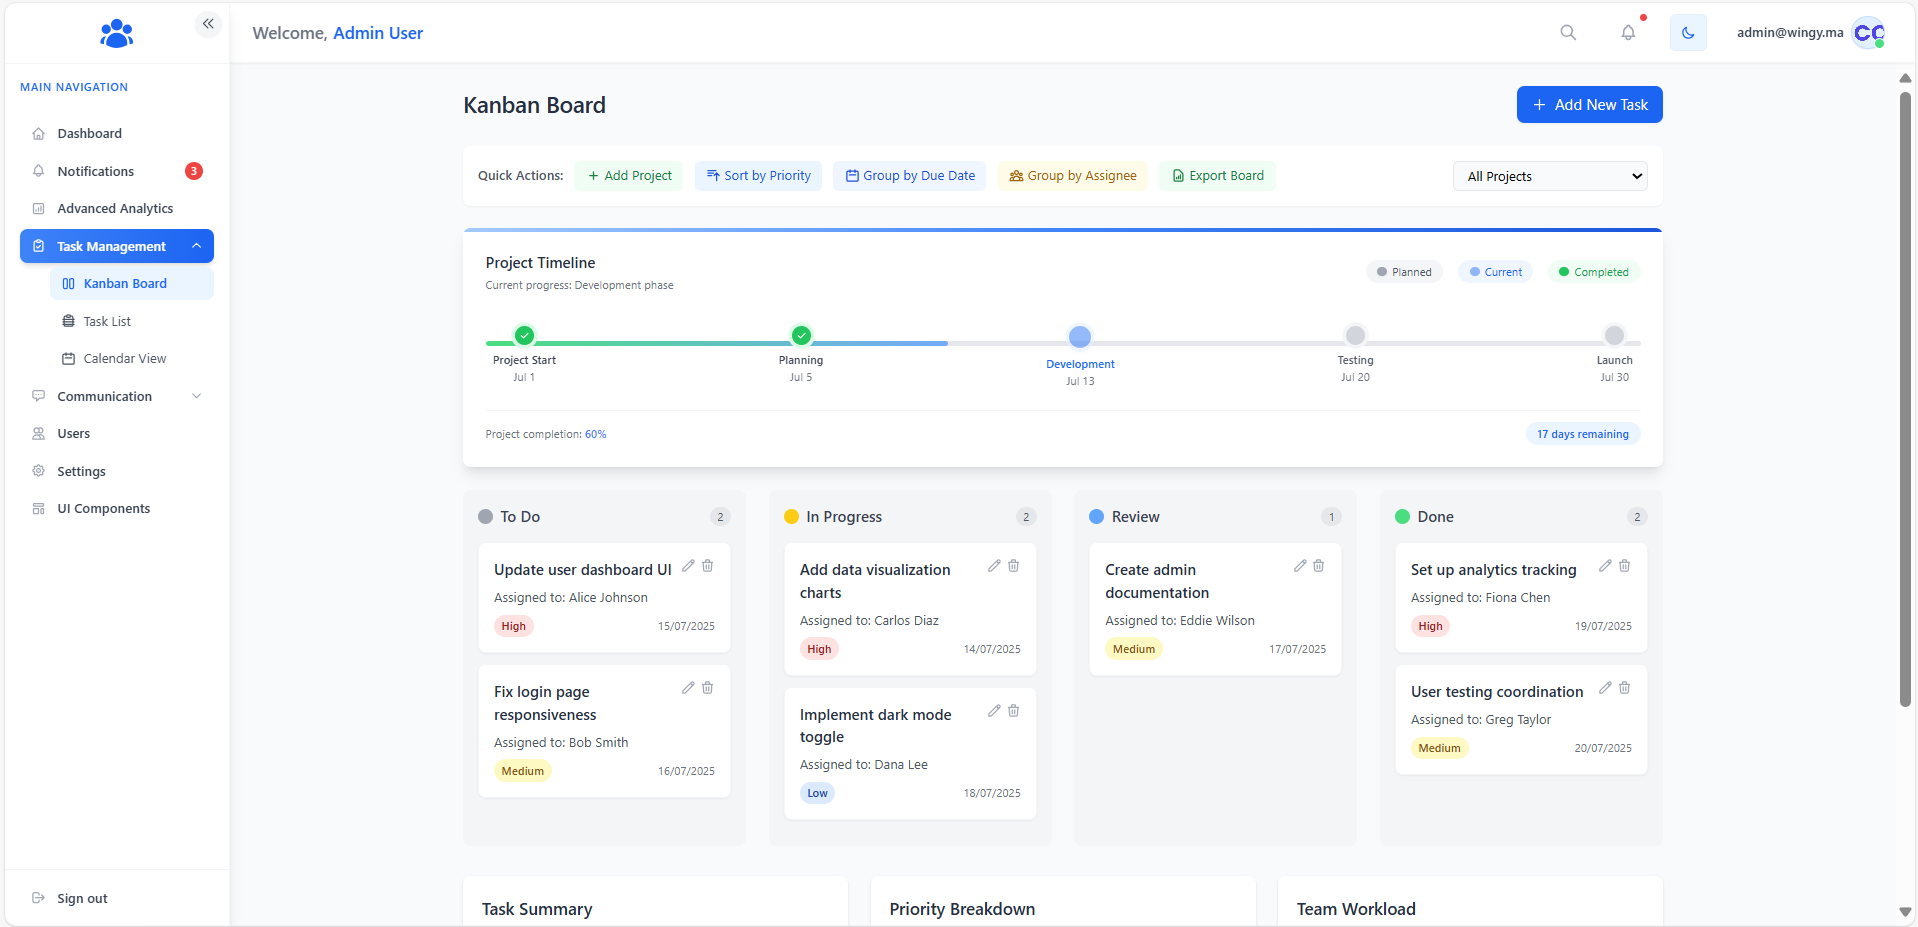 Welcome, Admin User
admin@wingy.ma
MAIN NAVIGATION
Dashboard
Notifications
3
Advanced Analytics
Task Management
Kanban Board
Task List
Calendar View
Communication
Users
Settings
UI Components
Sign out
Kanban Board
+ Add New Task
Quick Actions:
+ Add Project
Sort by Priority
Group by Due Date
Group by Assignee
Export Board
All Projects
Project Timeline
Current progress: Development phase
Planned
Current
Completed
Project Start
Jul 1
Planning
Jul 5
Development
Jul 13
Testing
Jul 20
Launch
Jul 30
Project completion: 60%
17 days remaining
To Do
2
Update user dashboard UI
Assigned to: Alice Johnson
High
15/07/2025
Fix login page
responsiveness
Assigned to: Bob Smith
Medium
16/07/2025
In Progress
2
Add data visualization
charts
Assigned to: Carlos Diaz
High
14/07/2025
Implement dark mode
toggle
Assigned to: Dana Lee
Low
18/07/2025
Review
1
Create admin
documentation
Assigned to: Eddie Wilson
Medium
17/07/2025
Done
2
Set up analytics tracking
Assigned to: Fiona Chen
High
19/07/2025
User testing coordination
Assigned to: Greg Taylor
Medium
20/07/2025
Task Summary
Priority Breakdown
Team Workload